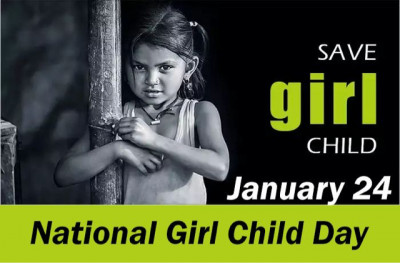 SAVE
girl
CHILD
January 24
National Girl Child Day